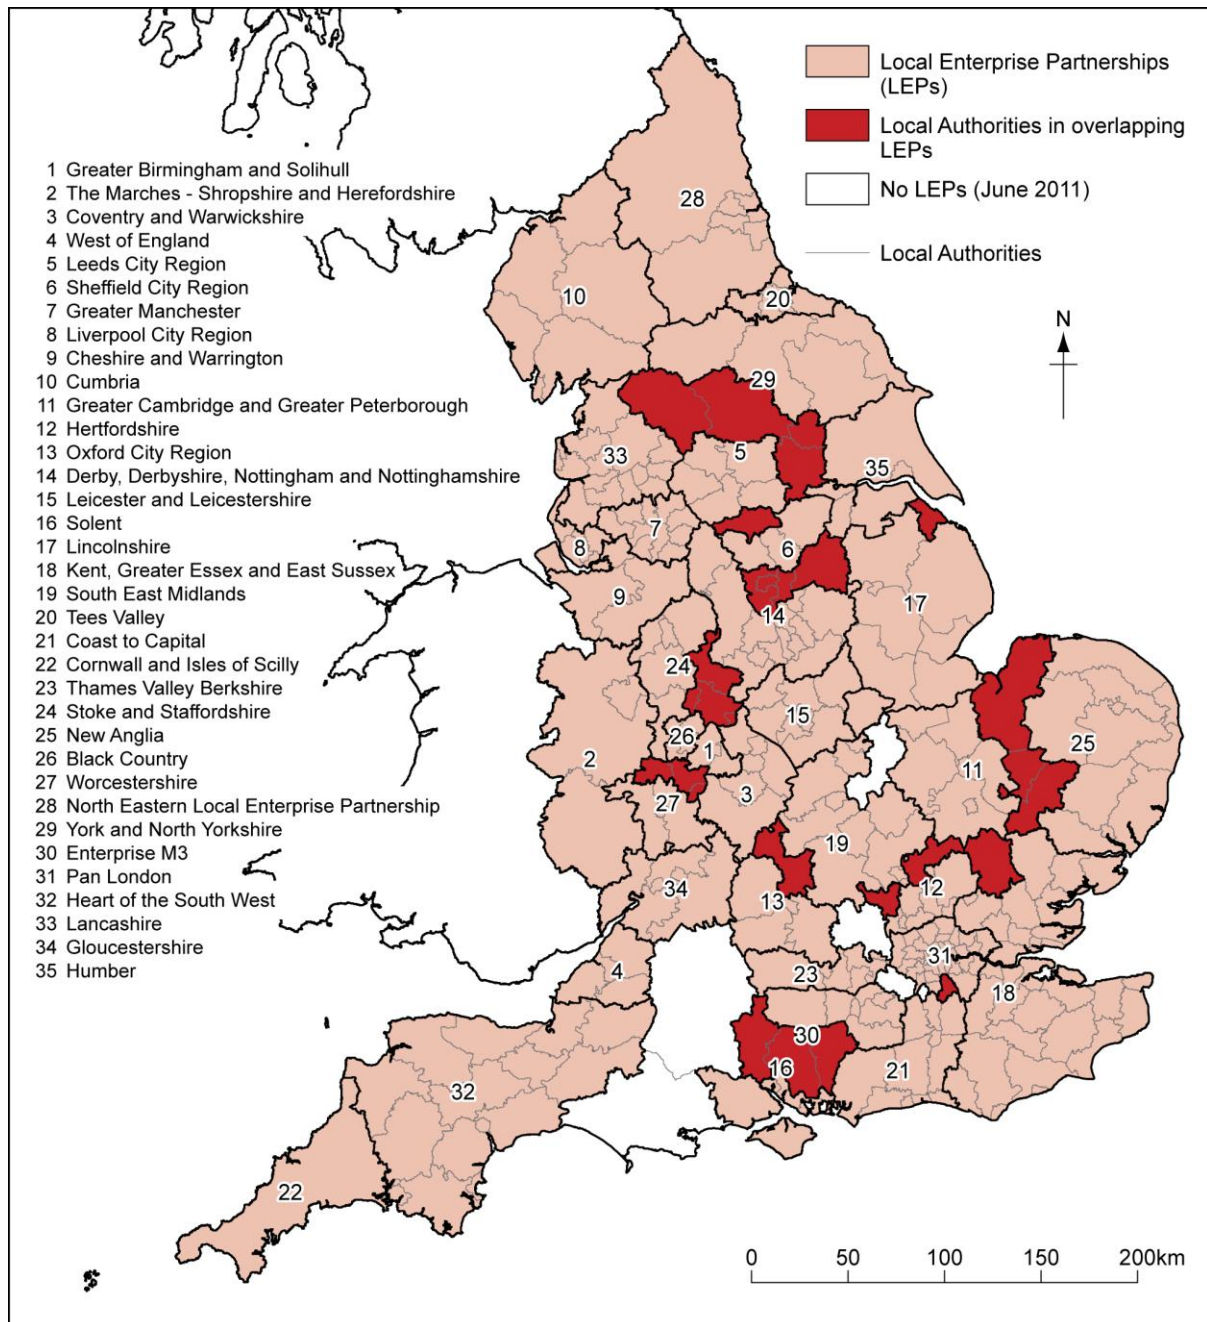 Local Enterprise Partnerships
(LEPs)
Local Authorities in overlapping
LEPs
No LEPs (June 2011)
Local Authorities
N
1 Greater Birmingham and Solihull
2 The Marches - Shropshire and Herefordshire
3 Coventry and Warwickshire
4 West of England
5 Leeds City Region
6 Sheffield City Region
7 Greater Manchester
8 Liverpool City Region
9 Cheshire and Warrington
10 Cumbria
11 Greater Cambridge and Greater Peterborough
12 Hertfordshire
13 Oxford City Region
14 Derby, Derbyshire, Nottingham and Nottinghamshire
15 Leicester and Leicestershire
16 Solent
17 Lincolnshire
18 Kent, Greater Essex and East Sussex
19 South East Midlands
20 Tees Valley
21 Coast to Capital
22 Cornwall and Isles of Scilly
23 Thames Valley Berkshire
24 Stoke and Staffordshire
25 New Anglia
26 Black Country
27 Worcestershire
28 North Eastern Local Enterprise Partnership
29 York and North Yorkshire
30 Enterprise M3
31 Pan London
32 Heart of the South West
33 Lancashire
34 Gloucestershire
35 Humber
28
10
20
29
33
5
35
7
8
6
9
17
14
24
15
26
1
25
2
11
3
27
19
12
34
13
31
4
23
18
30
16
21
32
22
0 50 100 150 200km